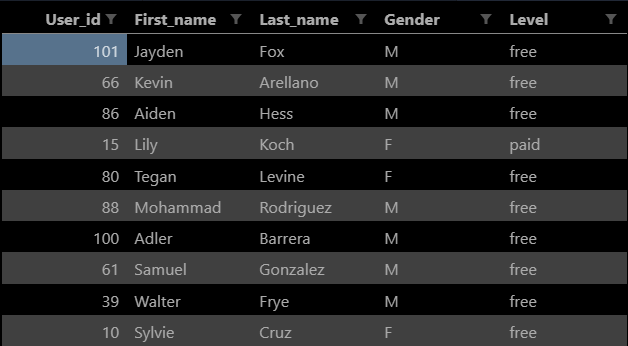 User_id First_name Last_name Gender Level
101 Jayden Fox M free
66 Kevin Arellano M free
86 Aiden Hess M free
15 Lily Koch F paid
80 Tegan Levine F free
88 Mohammad Rodriguez M free
100 Adler Barrera M free
61 Samuel Gonzalez M free
39 Walter Frye M free
10 Sylvie Cruz F free